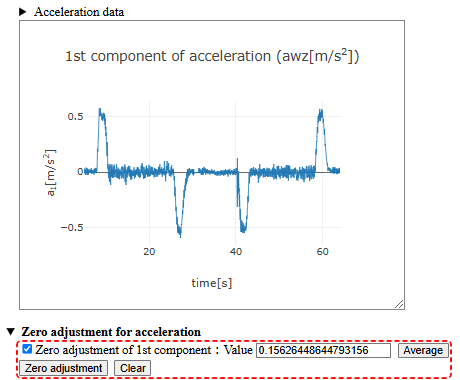 ▶ Acceleration data
1st component of acceleration (awz[m/s²])
0.5
0
−0.5
a₁[m/s²]
20
40
60
time[s]
▼ Zero adjustment for acceleration
Zero adjustment of 1st component：Value 0.15626448644793156 Average
Zero adjustment Clear